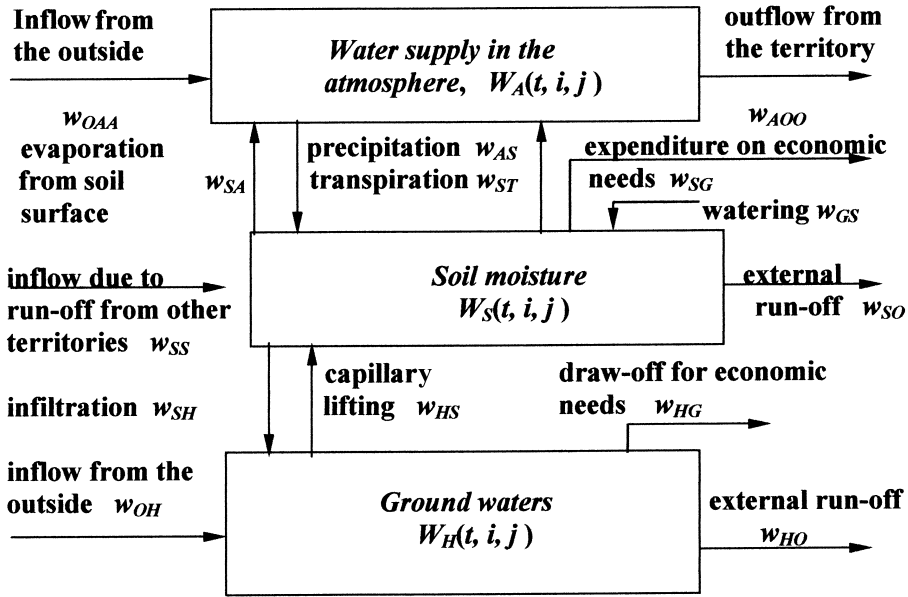 Inflow from
the outside
Water supply in the
atmosphere, W_A(t, i, j)
outflow from
the territory
w_OAA
evaporation
from soil
surface
w_SA
precipitation w_AS
transpiration w_ST
w_AOO
expenditure on economic
needs w_SG
watering w_GS
inflow due to
run-off from other
territories w_SS
Soil moisture
W_S(t, i, j)
external
run-off w_SO
infiltration w_SH
capillary
lifting w_HS
draw-off for economic
needs w_HG
inflow from the
outside w_OH
Ground waters
W_H(t, i, j)
external run-off
w_HO